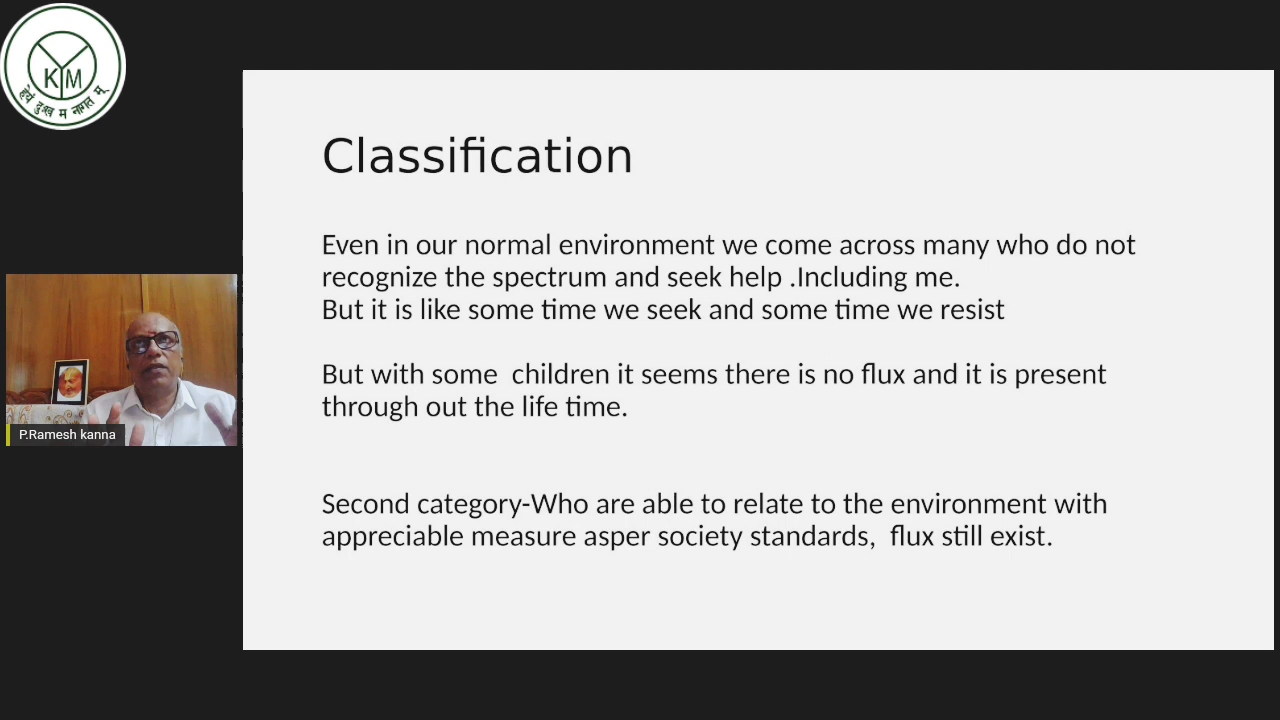 KYM
हेयं दुःख म नागत म्
Classification
Even in our normal environment we come across many who do not
recognize the spectrum and seek help .Including me.
But it is like some time we seek and some time we resist
But with some  children it seems there is no flux and it is present
through out the life time.
P.Ramesh kanna
Second category-Who are able to relate to the environment with
appreciable measure asper society standards,  flux still exist.